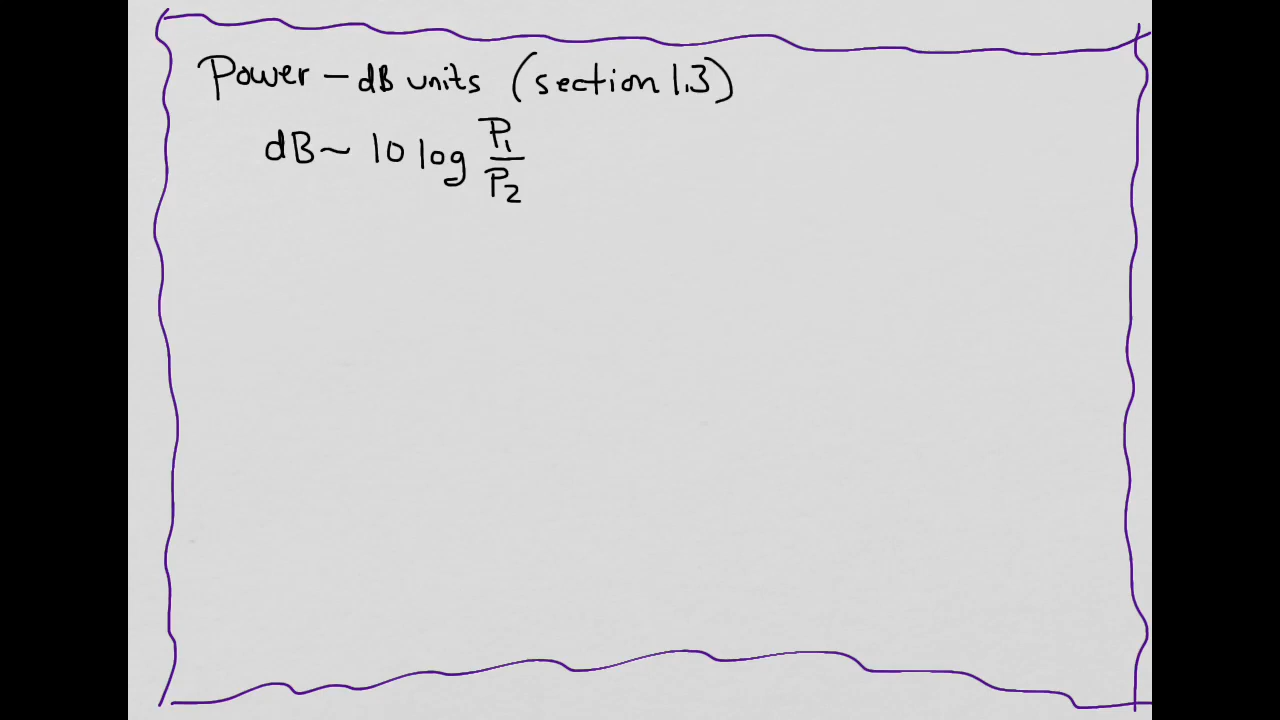 Power – dB units (section 1.3)
dB ~ 10 log P₁/P₂